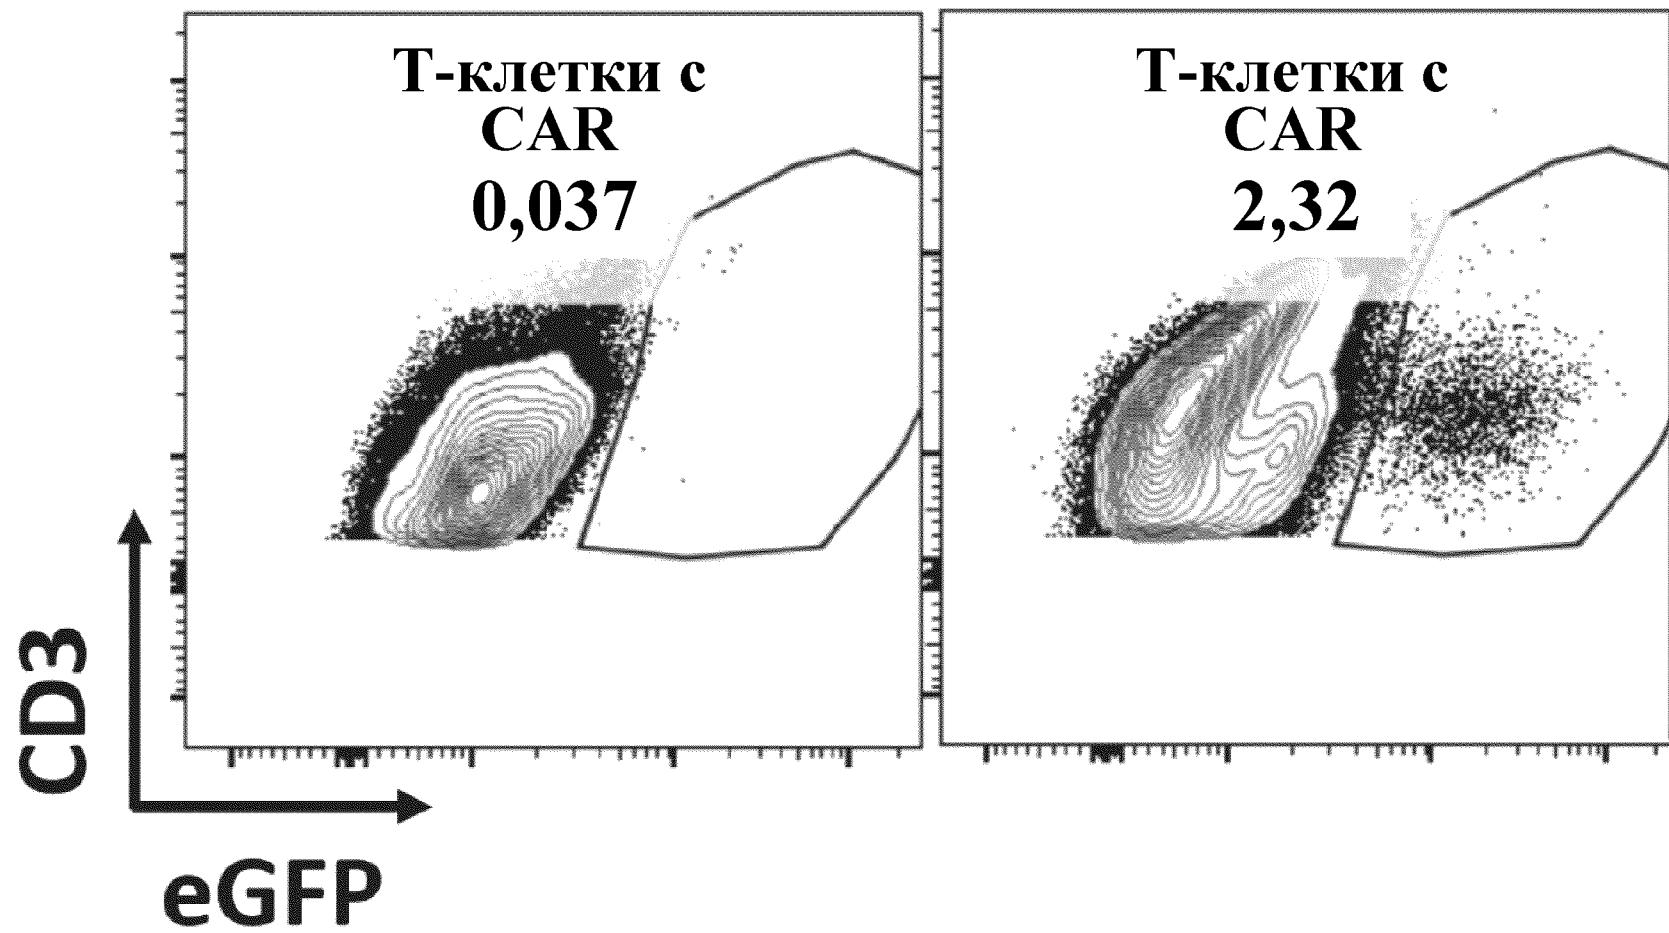 Т-клетки с
CAR
0,037
Т-клетки с
CAR
2,32
CD3
eGFP